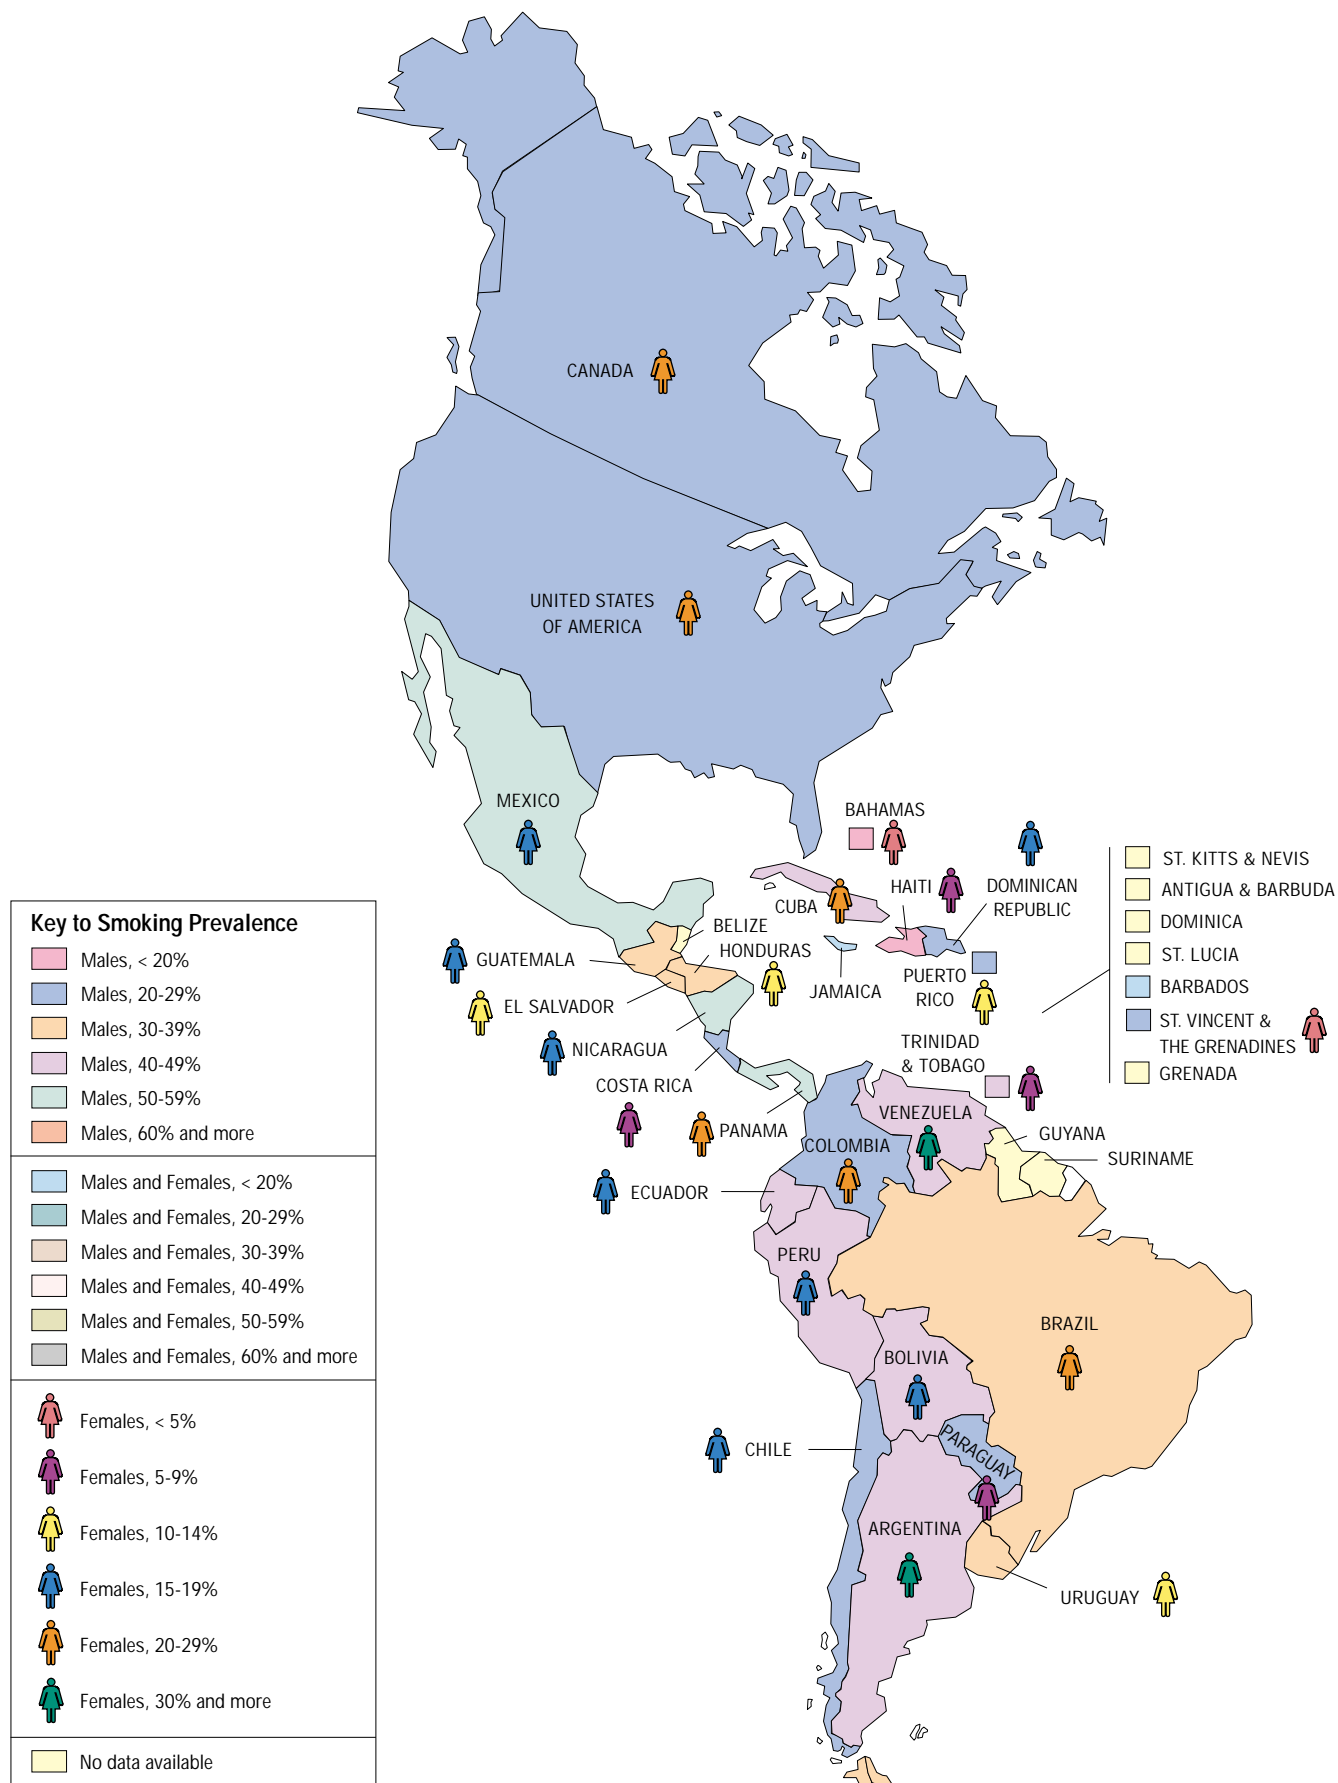 CANADA
UNITED STATES
OF AMERICA
MEXICO
BAHAMAS
CUBA
HAITI
DOMINICAN
REPUBLIC
BELIZE
HONDURAS
GUATEMALA
EL SALVADOR
JAMAICA
PUERTO
RICO
NICARAGUA
COSTA RICA
TRINIDAD
& TOBAGO
PANAMA
ST. KITTS & NEVIS
ANTIGUA & BARBUDA
DOMINICA
ST. LUCIA
BARBADOS
ST. VINCENT &
THE GRENADINES
GRENADA
VENEZUELA
COLOMBIA
GUYANA
SURINAME
ECUADOR
PERU
BRAZIL
BOLIVIA
CHILE
PARAGUAY
ARGENTINA
URUGUAY
Key to Smoking Prevalence
Males, < 20%
Males, 20-29%
Males, 30-39%
Males, 40-49%
Males, 50-59%
Males, 60% and more
Males and Females, < 20%
Males and Females, 20-29%
Males and Females, 30-39%
Males and Females, 40-49%
Males and Females, 50-59%
Males and Females, 60% and more
Females, < 5%
Females, 5-9%
Females, 10-14%
Females, 15-19%
Females, 20-29%
Females, 30% and more
No data available